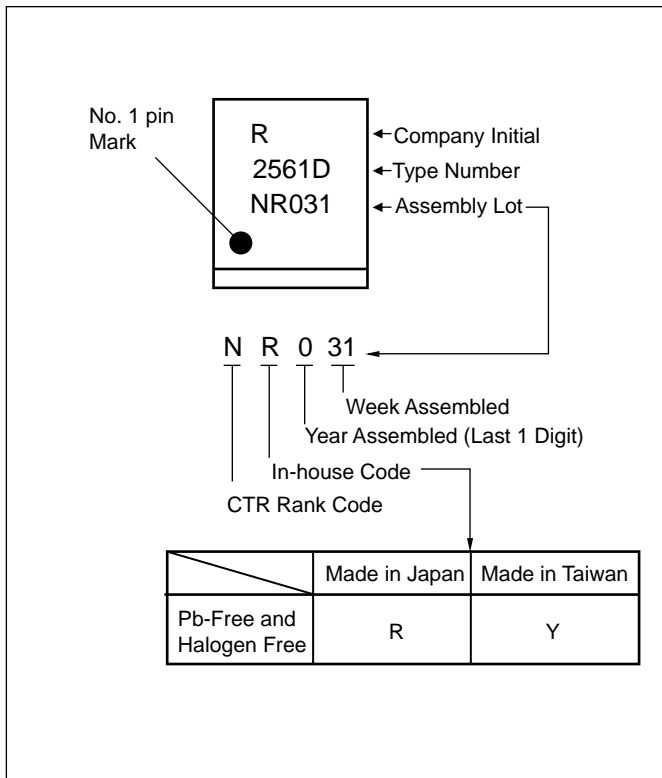 No. 1 pin
Mark
R
Company Initial
2561D
Type Number
NR031
Assembly Lot
N R 0 31
Week Assembled
Year Assembled (Last 1 Digit)
In-house Code
CTR Rank Code
Made in Japan Made in Taiwan
Pb-Free and
Halogen Free
R Y